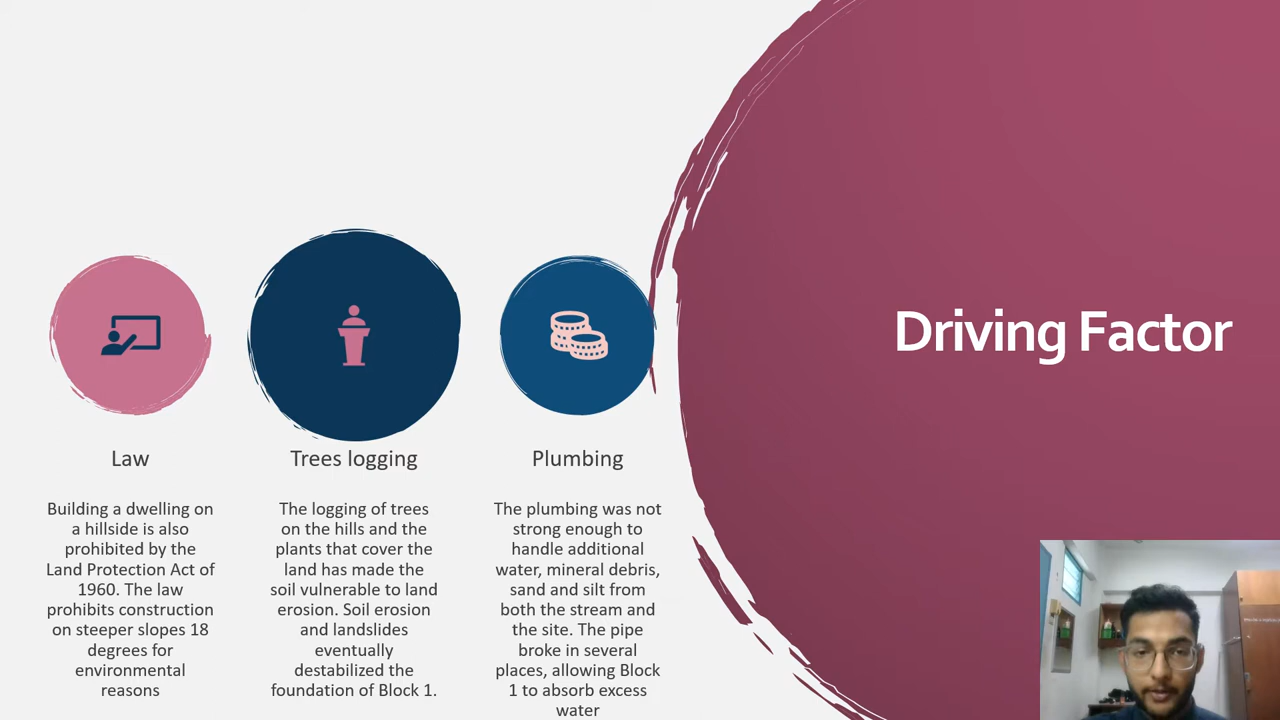 Driving Factor
Law
Building a dwelling on
a hillside is also
prohibited by the
Land Protection Act of
1960. The law
prohibits construction
on steeper slopes 18
degrees for
environmental
reasons
Trees logging
The logging of trees
on the hills and the
plants that cover the
land has made the
soil vulnerable to land
erosion. Soil erosion
and landslides
eventually
destabilized the
foundation of Block 1.
Plumbing
The plumbing was not
strong enough to
handle additional
water, mineral debris,
sand and silt from
both the stream and
the site. The pipe
broke in several
places, allowing Block
1 to absorb excess
water